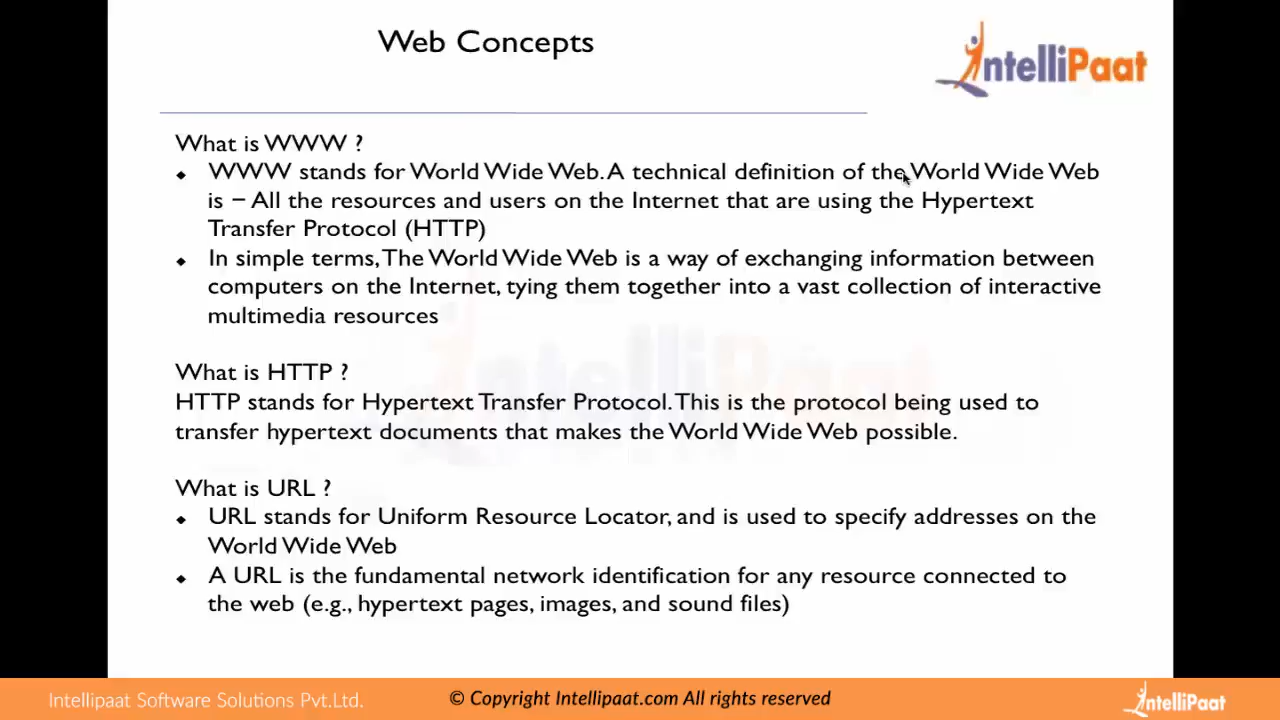 Web Concepts
IntelliPaat
What is WWW ?
WWW stands for World Wide Web. A technical definition of the World Wide Web
is − All the resources and users on the Internet that are using the Hypertext
Transfer Protocol (HTTP)
In simple terms, The World Wide Web is a way of exchanging information between
computers on the Internet, tying them together into a vast collection of interactive
multimedia resources
IntelliPaat
What is HTTP ?
HTTP stands for Hypertext Transfer Protocol. This is the protocol being used to
transfer hypertext documents that makes the World Wide Web possible.
What is URL ?
URL stands for Uniform Resource Locator, and is used to specify addresses on the
World Wide Web
A URL is the fundamental network identification for any resource connected to
the web (e.g., hypertext pages, images, and sound files)
Intellipaat Software Solutions Pvt.Ltd.
© Copyright Intellipaat.com All rights reserved
IntelliPaat